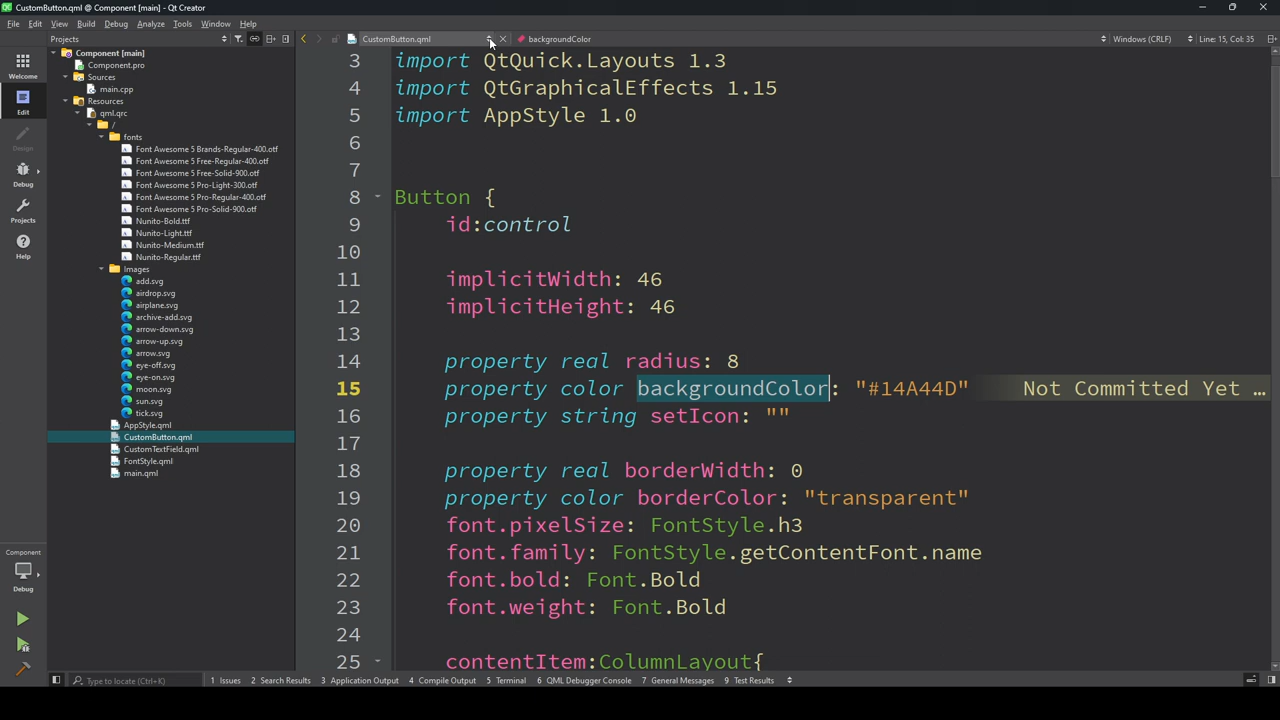 CustomButton.qml @ Component [main] - Qt Creator
File Edit View Build Debug Analyze Tools Window Help
Projects
CustomButton.qml
backgroundColor
Windows (CRLF)
Line: 15, Col: 35
Welcome
Edit
Design
Debug
Projects
Help
Component
Debug
Component [main]
Component.pro
Sources
main.cpp
Resources
qml.qrc
/
fonts
Font Awesome 5 Brands-Regular-400.otf
Font Awesome 5 Free-Regular-400.otf
Font Awesome 5 Free-Solid-900.otf
Font Awesome 5 Pro-Light-300.otf
Font Awesome 5 Pro-Regular-400.otf
Font Awesome 5 Pro-Solid-900.otf
Nunito-Bold.ttf
Nunito-Light.ttf
Nunito-Medium.ttf
Nunito-Regular.ttf
Images
add.svg
airdrop.svg
airplane.svg
archive-add.svg
arrow-down.svg
arrow-up.svg
arrow.svg
eye-off.svg
eye-on.svg
moon.svg
sun.svg
tick.svg
AppStyle.qml
CustomButton.qml
CustomTextField.qml
FontStyle.qml
main.qml
3 import QtQuick.Layouts 1.3
4 import QtGraphicalEffects 1.15
5 import AppStyle 1.0
6
7
8 Button {
9 id:control
10
11 implicitWidth: 46
12 implicitHeight: 46
13
14 property real radius: 8
15 property color backgroundColor: "#14A44D" Not Committed Yet …
16 property string setIcon: ""
17
18 property real borderWidth: 0
19 property color borderColor: "transparent"
20 font.pixelSize: FontStyle.h3
21 font.family: FontStyle.getContentFont.name
22 font.bold: Font.Bold
23 font.weight: Font.Bold
24
25 contentItem:ColumnLayout{
Type to locate (Ctrl+K)
1 Issues 2 Search Results 3 Application Output 4 Compile Output 5 Terminal 6 QML Debugger Console 7 General Messages 9 Test Results